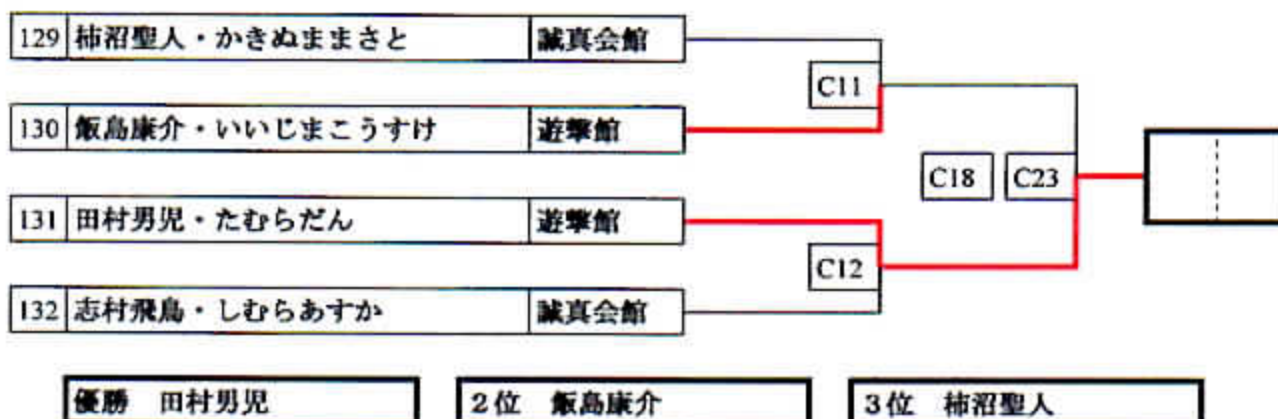 129 柿沼聖人・かきぬままさと 誠真会館
C11
130 飯島康介・いいじまこうすけ 遊撃館
C18 C23
131 田村男児・たむらだん 遊撃館
C12
132 志村飛鳥・しむらあすか 誠真会館
優勝 田村男児 2位 飯島康介 3位 柿沼聖人